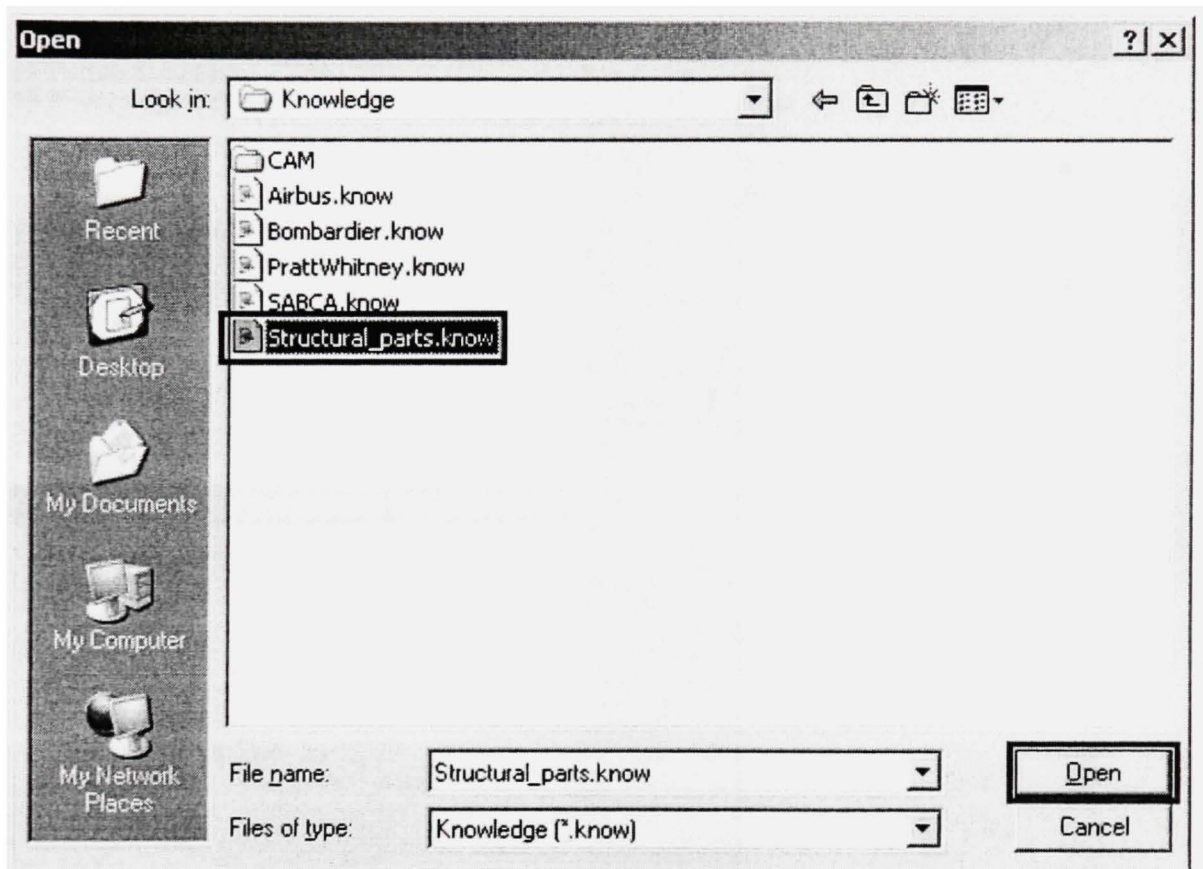 Open
? x
Look in: Knowledge
CAM
Airbus.know
Bombardier.know
PrattWhitney.know
SABCA.know
Structural_parts.know
Recent
Desktop
My Documents
My Computer
My Network
Places
File name: Structural_parts.know Open
Files of type: Knowledge (*.know) Cancel